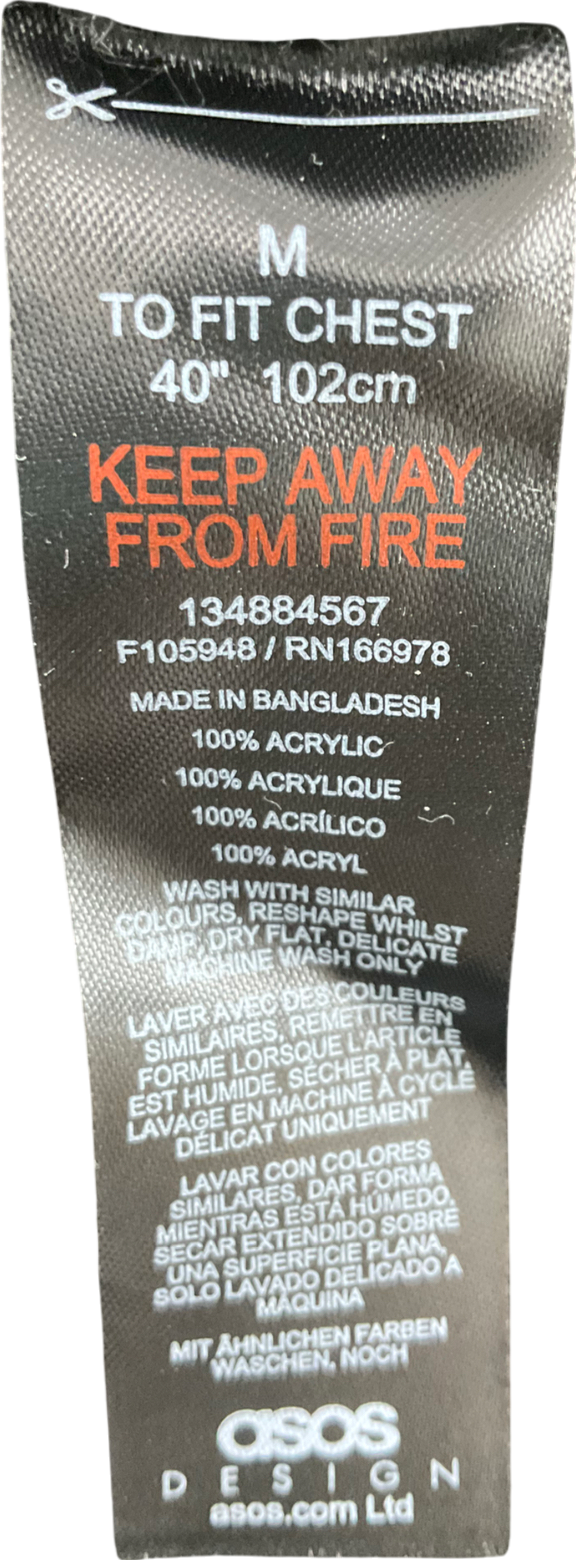 M
TO FIT CHEST
40" 102cm
KEEP AWAY
FROM FIRE
134884567
F105948 / RN166978
MADE IN BANGLADESH
100% ACRYLIC
100% ACRYLIQUE
100% ACRÍLICO
100% ACRYL
WASH WITH SIMILAR
COLOURS, RESHAPE WHILST
DAMP, DRY FLAT, DELICATE
MACHINE WASH ONLY
LAVER AVEC DES COULEURS
SIMILAIRES, REMETTRE EN
FORME LORSQUE L'ARTICLE
EST HUMIDE, SÉCHER À PLAT,
LAVAGE EN MACHINE À CYCLE
DÉLICAT UNIQUEMENT
LAVAR CON COLORES
SIMILARES, DAR FORMA
MIENTRAS ESTÁ HÚMEDO,
SECAR EXTENDIDO SOBRE
UNA SUPERFICIE PLANA,
SOLO LAVADO DELICADO A
MÁQUINA
MIT ÄHNLICHEN FARBEN
WASCHEN, NOCH
asos
DESIGN
asos.com Ltd